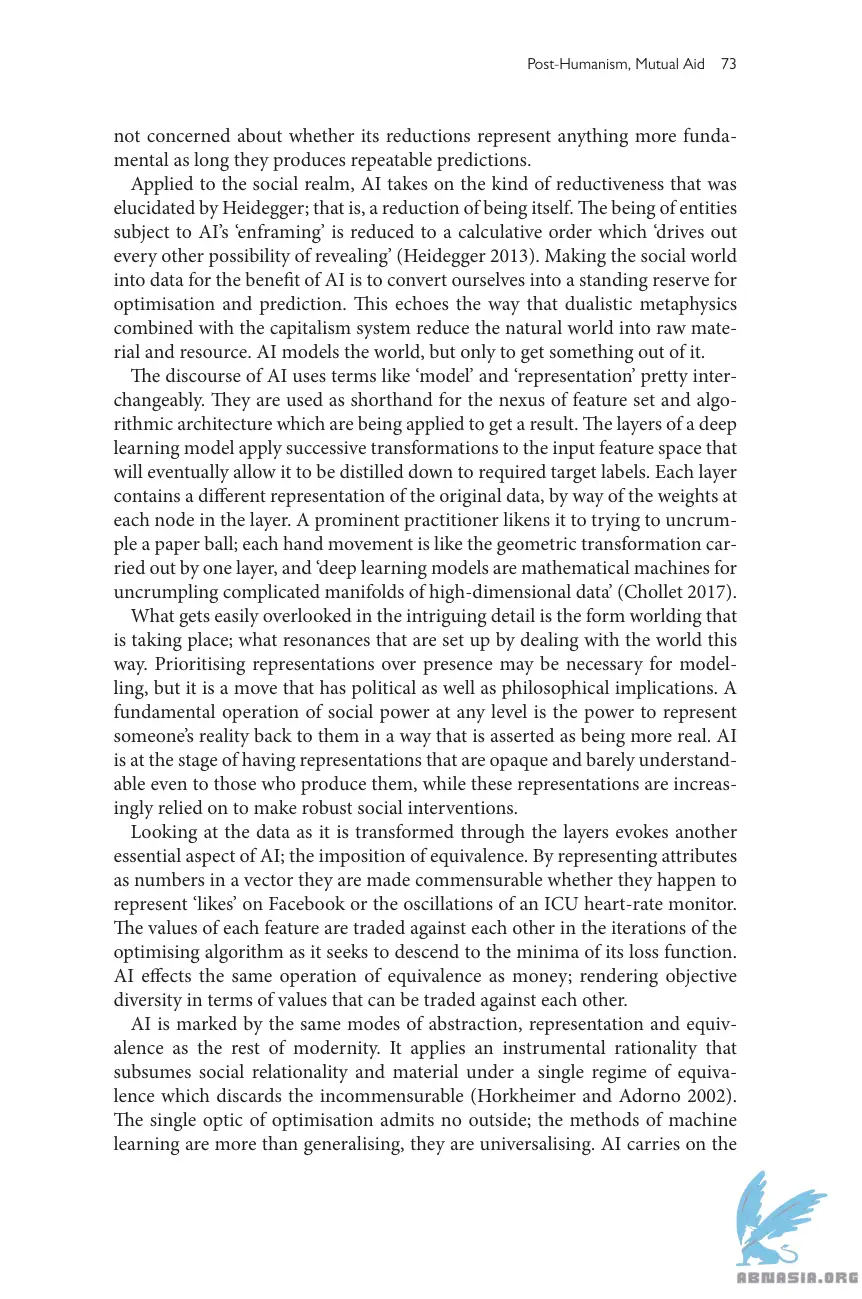 Post-Humanism, Mutual Aid 73
not concerned about whether its reductions represent anything more funda-
mental as long they produces repeatable predictions.
Applied to the social realm, AI takes on the kind of reductiveness that was
elucidated by Heidegger; that is, a reduction of being itself. The being of entities
subject to AI’s ‘enframing’ is reduced to a calculative order which ‘drives out
every other possibility of revealing’ (Heidegger 2013). Making the social world
into data for the benefit of AI is to convert ourselves into a standing reserve for
optimisation and prediction. This echoes the way that dualistic metaphysics
combined with the capitalism system reduce the natural world into raw mate-
rial and resource. AI models the world, but only to get something out of it.
The discourse of AI uses terms like ‘model’ and ‘representation’ pretty inter-
changeably. They are used as shorthand for the nexus of feature set and algo-
rithmic architecture which are being applied to get a result. The layers of a deep
learning model apply successive transformations to the input feature space that
will eventually allow it to be distilled down to required target labels. Each layer
contains a different representation of the original data, by way of the weights at
each node in the layer. A prominent practitioner likens it to trying to uncrum-
ple a paper ball; each hand movement is like the geometric transformation car-
ried out by one layer, and ‘deep learning models are mathematical machines for
uncrumpling complicated manifolds of high-dimensional data’ (Chollet 2017).
What gets easily overlooked in the intriguing detail is the form worlding that
is taking place; what resonances that are set up by dealing with the world this
way. Prioritising representations over presence may be necessary for model-
ling, but it is a move that has political as well as philosophical implications. A
fundamental operation of social power at any level is the power to represent
someone’s reality back to them in a way that is asserted as being more real. AI
is at the stage of having representations that are opaque and barely understand-
able even to those who produce them, while these representations are increas-
ingly relied on to make robust social interventions.
Looking at the data as it is transformed through the layers evokes another
essential aspect of AI; the imposition of equivalence. By representing attributes
as numbers in a vector they are made commensurable whether they happen to
represent ‘likes’ on Facebook or the oscillations of an ICU heart-rate monitor.
The values of each feature are traded against each other in the iterations of the
optimising algorithm as it seeks to descend to the minima of its loss function.
AI effects the same operation of equivalence as money; rendering objective
diversity in terms of values that can be traded against each other.
AI is marked by the same modes of abstraction, representation and equiv-
alence as the rest of modernity. It applies an instrumental rationality that
subsumes social relationality and material under a single regime of equiva-
lence which discards the incommensurable (Horkheimer and Adorno 2002).
The single optic of optimisation admits no outside; the methods of machine
learning are more than generalising, they are universalising. AI carries on the
ABNASIA.ORG